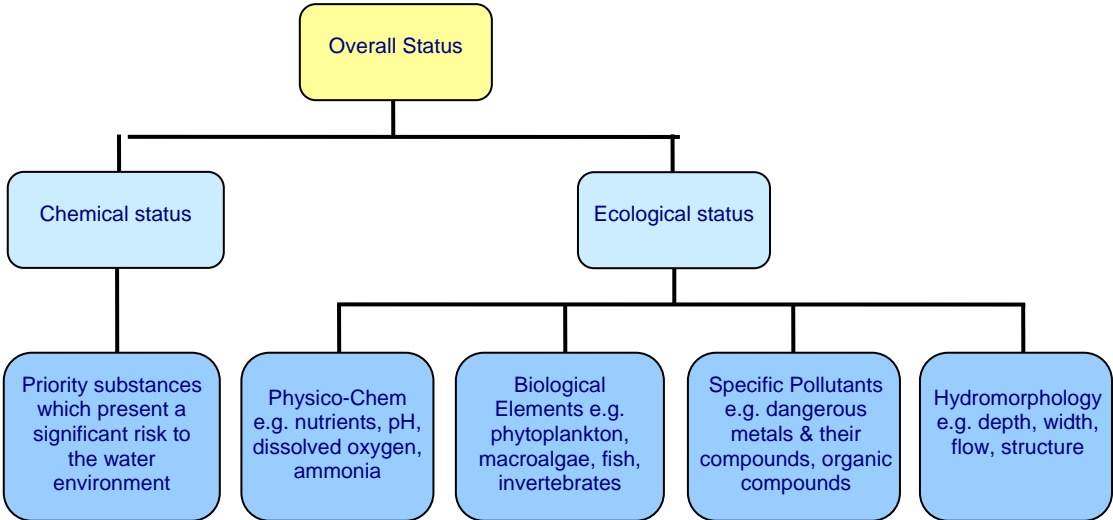 Overall Status
Chemical status
Ecological status
Priority substances
which present a
significant risk to
the water
environment
Physico-Chem
e.g. nutrients, pH,
dissolved oxygen,
ammonia
Biological
Elements e.g.
phytoplankton,
macroalgae, fish,
invertebrates
Specific Pollutants
e.g. dangerous
metals & their
compounds, organic
compounds
Hydromorphology
e.g. depth, width,
flow, structure